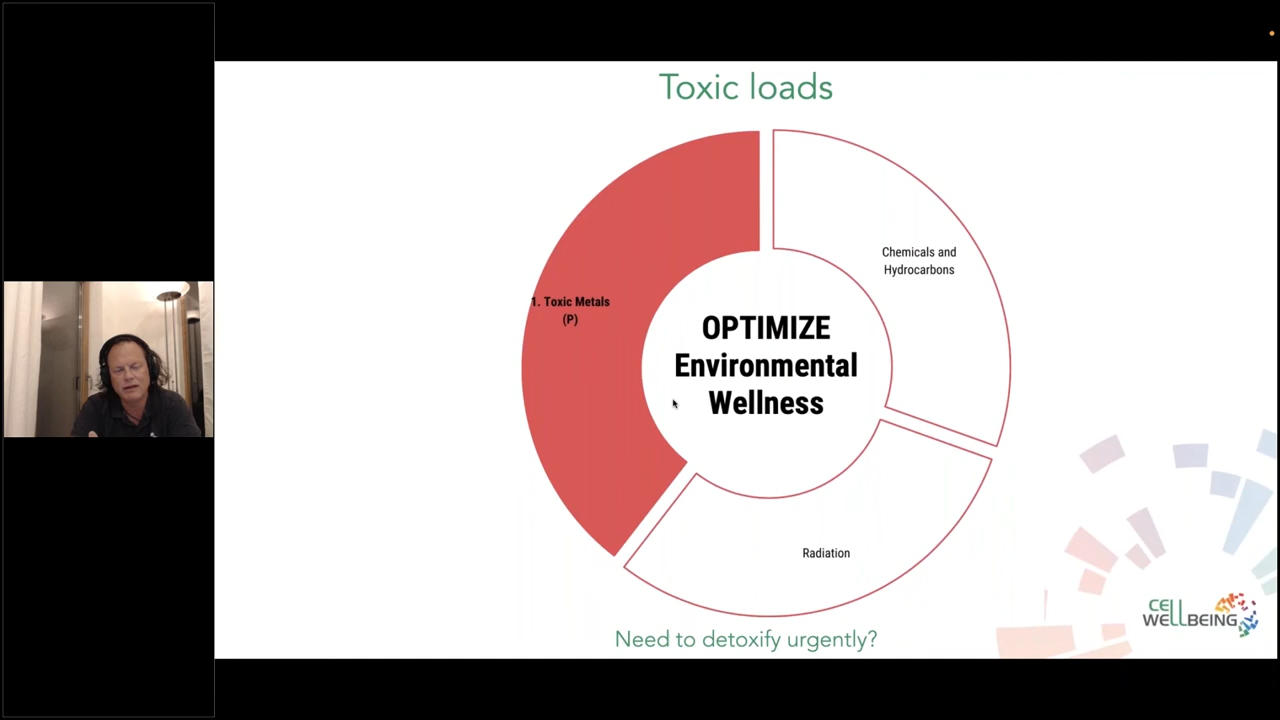 Toxic loads
Chemicals and
Hydrocarbons
1. Toxic Metals
(P)
OPTIMIZE
Environmental
Wellness
Radiation
Need to detoxify urgently?
CELL
WELLBEING